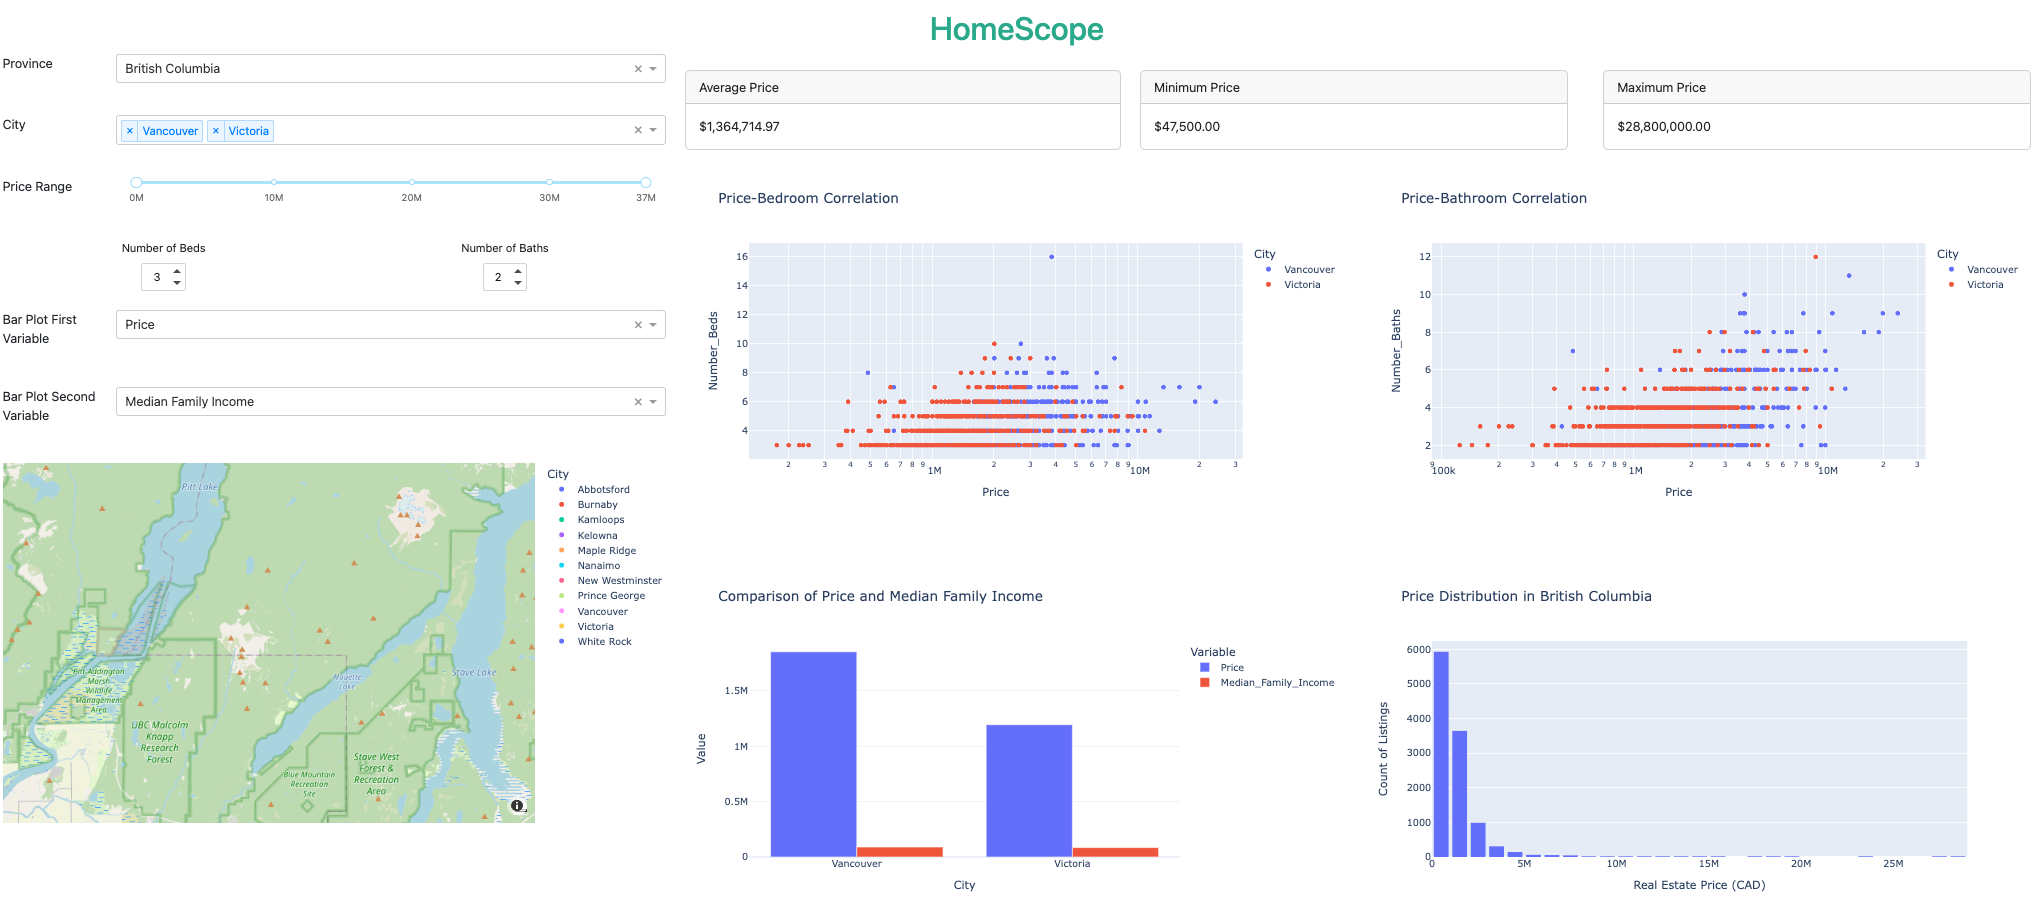 HomeScope
Province
British Columbia
City
× Vancouver × Victoria
Price Range
0M 10M 20M 30M 37M
Number of Beds Number of Baths
3 2
Bar Plot First
Variable
Price
Bar Plot Second
Variable
Median Family Income
Average Price
$1,364,714.97
Minimum Price
$47,500.00
Maximum Price
$28,800,000.00
Price-Bedroom Correlation
Number_Beds
16
14
12
10
8
6
4
2 3 4 5 6 7 8 9 1M 2 3 4 5 6 7 8 9 10M 2 3
Price
City
Vancouver
Victoria
Price-Bathroom Correlation
Number_Baths
12
10
8
6
4
2
9 100k 2 3 4 5 6 7 8 9 1M 2 3 4 5 6 7 8 9 10M 2 3
Price
City
Vancouver
Victoria
Pitt Lake
Pitt-Addington
Marsh
Wildlife
Management
Area
UBC Malcolm
Knapp
Research
Forest
Alouette
Lake
Stave Lake
Blue Mountain
Recreation
Site
Stave West
Forest &
Recreation
Area
City
Abbotsford
Burnaby
Kamloops
Kelowna
Maple Ridge
Nanaimo
New Westminster
Prince George
Vancouver
Victoria
White Rock
Comparison of Price and Median Family Income
Value
1.5M
1M
0.5M
0
Vancouver Victoria
City
Variable
Price
Median_Family_Income
Price Distribution in British Columbia
Count of Listings
6000
5000
4000
3000
2000
1000
0
0 5M 10M 15M 20M 25M
Real Estate Price (CAD)